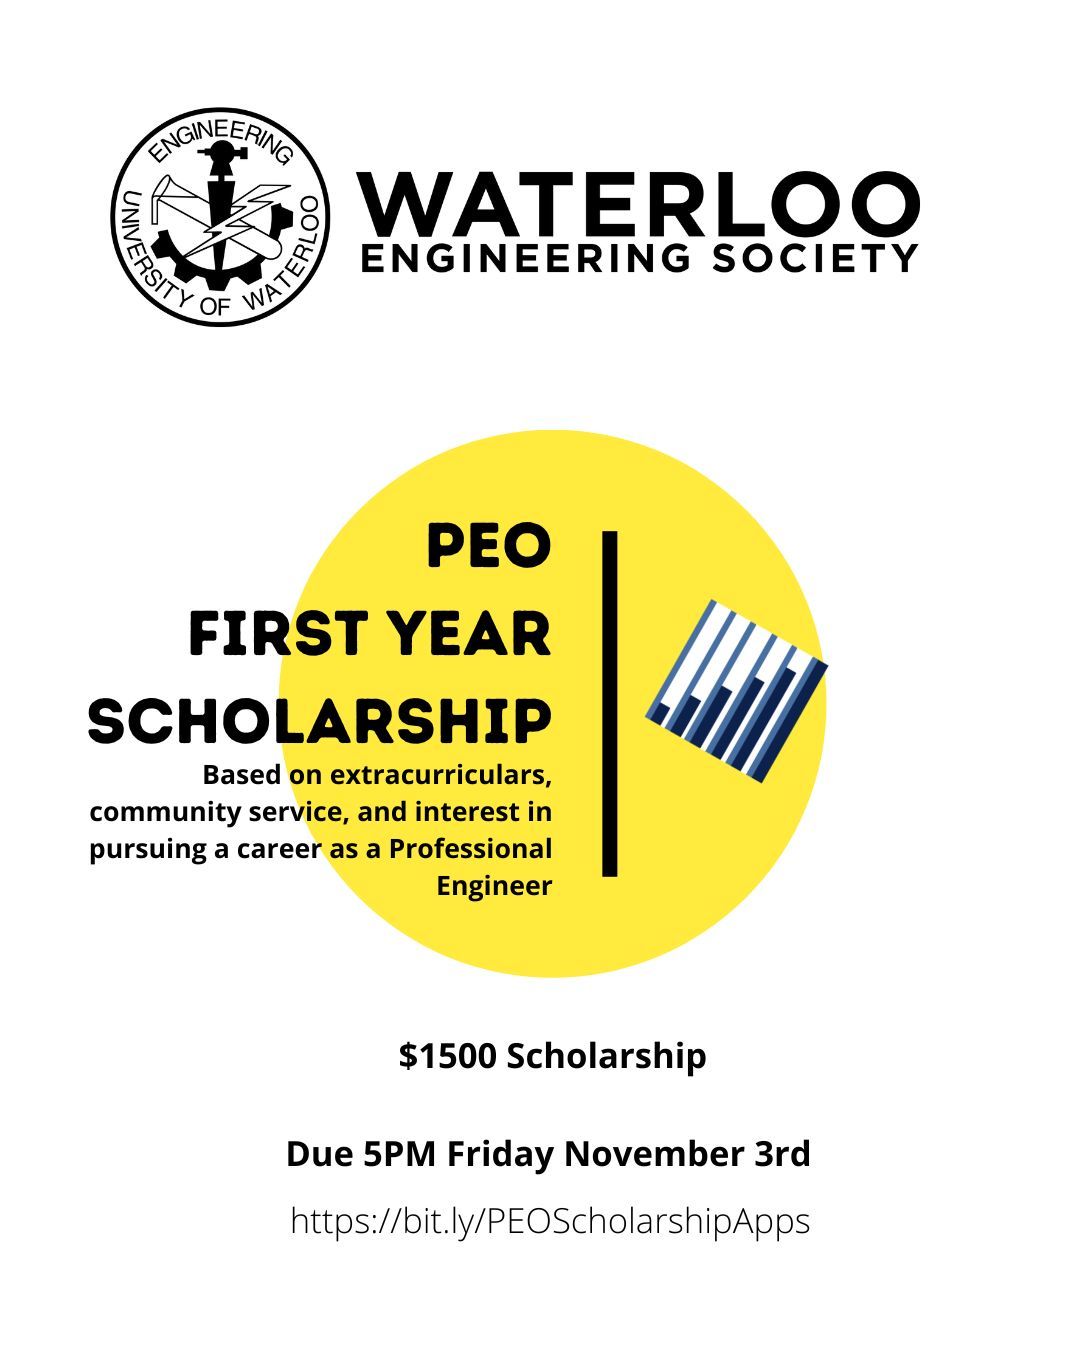 ENGINEERING
UNIVERSITY OF WATERLOO
WATERLOO
ENGINEERING SOCIETY
PEO
FIRST YEAR
SCHOLARSHIP
Based on extracurriculars,
community service, and interest in
pursuing a career as a Professional
Engineer
$1500 Scholarship
Due 5PM Friday November 3rd
https://bit.ly/PEOScholarshipApps